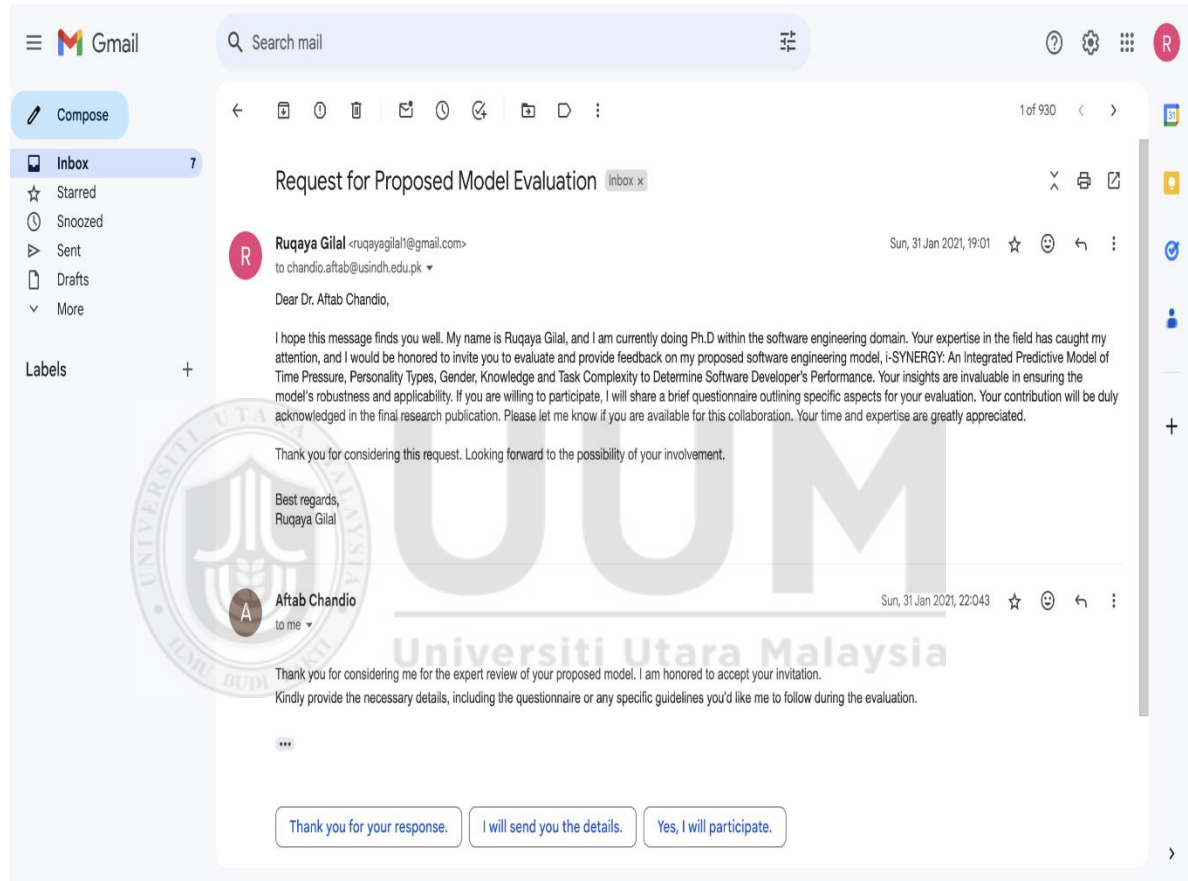 Gmail
Search mail
R
Compose
1 of 930
31
Inbox 7
Starred
Snoozed
Sent
Drafts
More
Labels
Request for Proposed Model Evaluation Inbox x
R
Ruqaya Gilal <ruqayagilal1@gmail.com> Sun, 31 Jan 2021, 19:01
to chandio.aftab@usindh.edu.pk
Dear Dr. Aftab Chandio,
I hope this message finds you well. My name is Ruqaya Gilal, and I am currently doing Ph.D within the software engineering domain. Your expertise in the field has caught my
attention, and I would be honored to invite you to evaluate and provide feedback on my proposed software engineering model, i-SYNERGY: An Integrated Predictive Model of
Time Pressure, Personality Types, Gender, Knowledge and Task Complexity to Determine Software Developer's Performance. Your insights are invaluable in ensuring the
model's robustness and applicability. If you are willing to participate, I will share a brief questionnaire outlining specific aspects for your evaluation. Your contribution will be duly
acknowledged in the final research publication. Please let me know if you are available for this collaboration. Your time and expertise are greatly appreciated.
Thank you for considering this request. Looking forward to the possibility of your involvement.
Best regards,
Ruqaya Gilal
UNIVERSITI UTARA MALAYSIA
ILMU BUDI BAKTI
UUM
Universiti Utara Malaysia
A
Aftab Chandio Sun, 31 Jan 2021, 22:043
to me
Thank you for considering me for the expert review of your proposed model. I am honored to accept your invitation.
Kindly provide the necessary details, including the questionnaire or any specific guidelines you'd like me to follow during the evaluation.
•••
Thank you for your response. I will send you the details. Yes, I will participate.